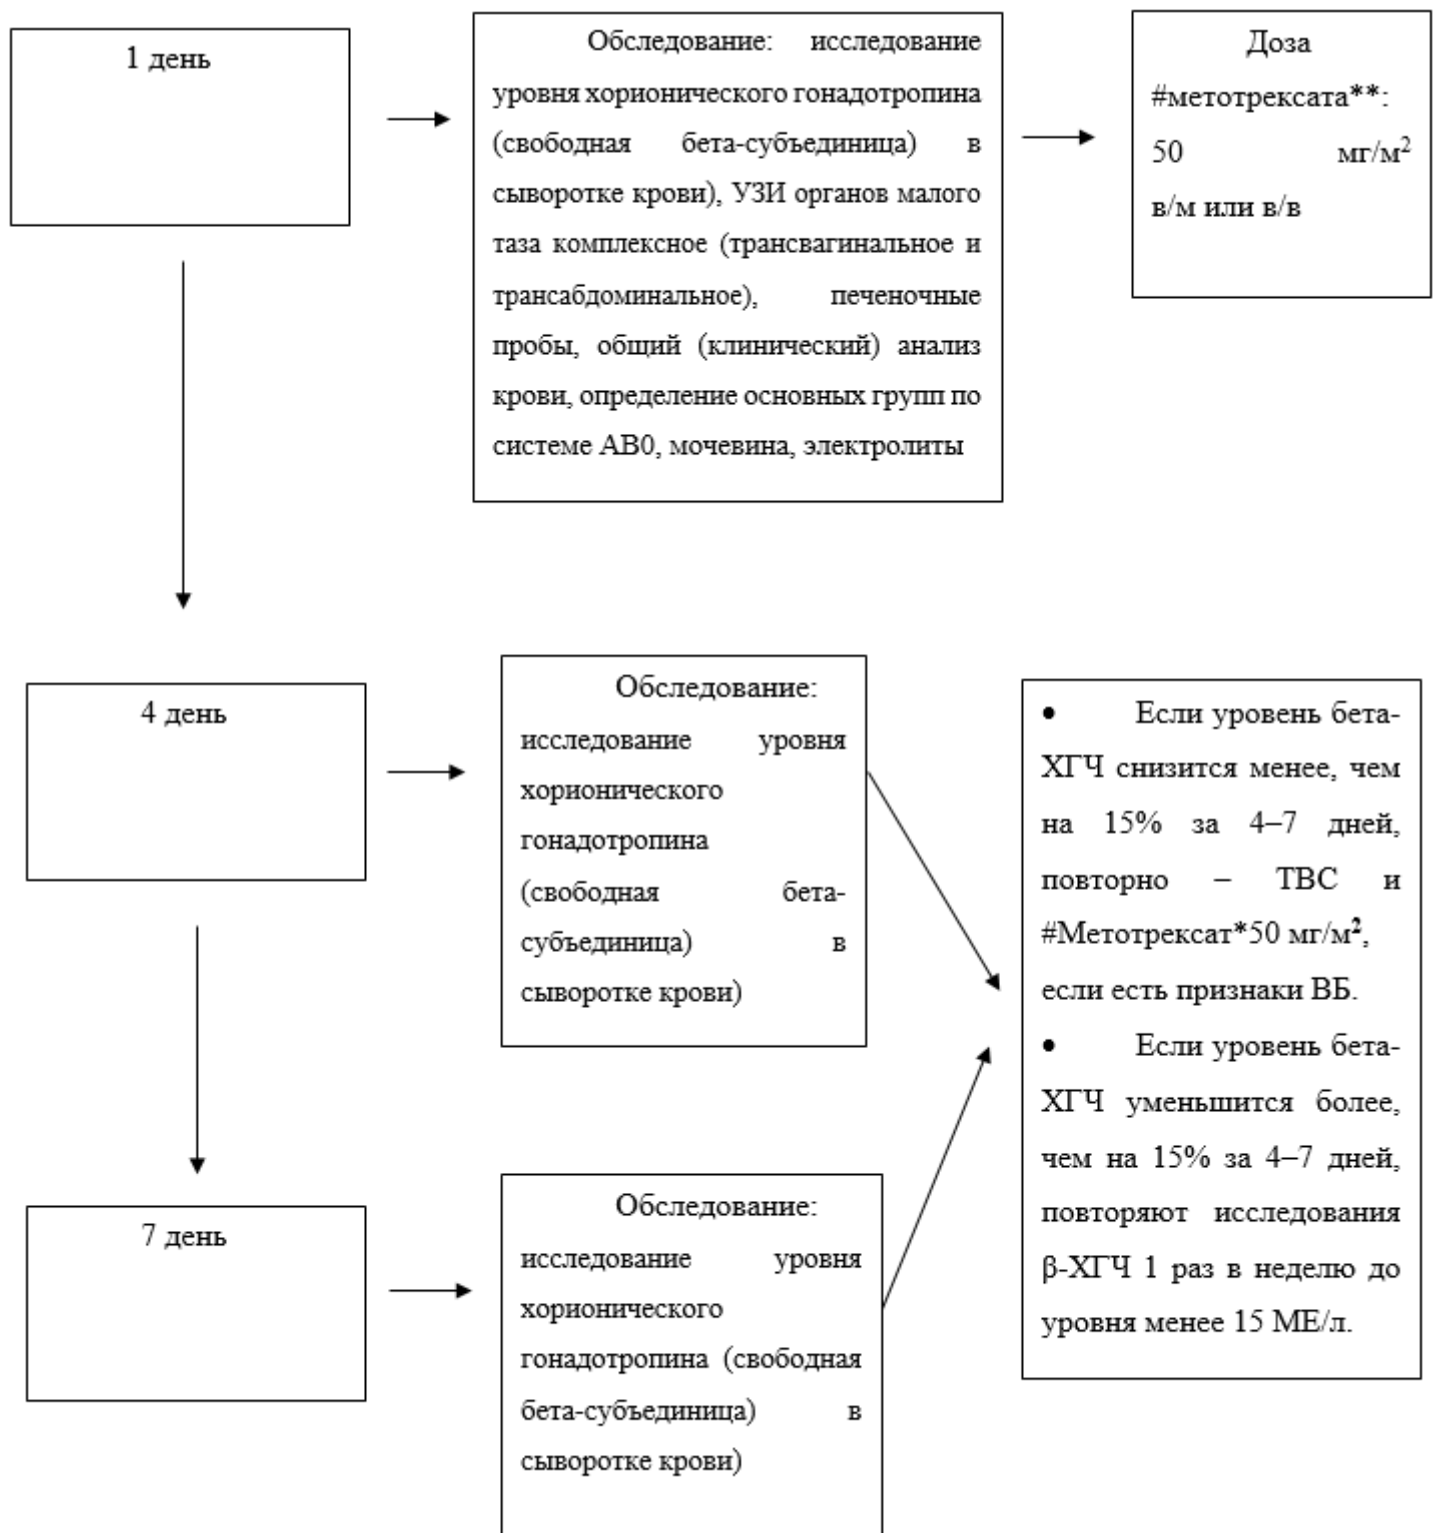 1 день
Обследование: исследование
уровня хорионического гонадотропина
(свободная бета-субъединица) в
сыворотке крови), УЗИ органов малого
таза комплексное (трансвагинальное и
трансабдоминальное), печеночные
пробы, общий (клинический) анализ
крови, определение основных групп по
системе AB0, мочевина, электролиты
Доза
#метотрексата**:
50 мг/м²
в/м или в/в
4 день
Обследование:
исследование уровня
хорионического
гонадотропина
(свободная бета-
субъединица) в
сыворотке крови)
• Если уровень бета-
ХГЧ снизится менее, чем
на 15% за 4–7 дней,
повторно – ТВС и
#Метотрексат*50 мг/м²,
если есть признаки ВБ.
• Если уровень бета-
ХГЧ уменьшится более,
чем на 15% за 4–7 дней,
повторяют исследования
β-ХГЧ 1 раз в неделю до
уровня менее 15 МЕ/л.
7 день
Обследование:
исследование уровня
хорионического
гонадотропина (свободная
бета-субъединица) в
сыворотке крови)